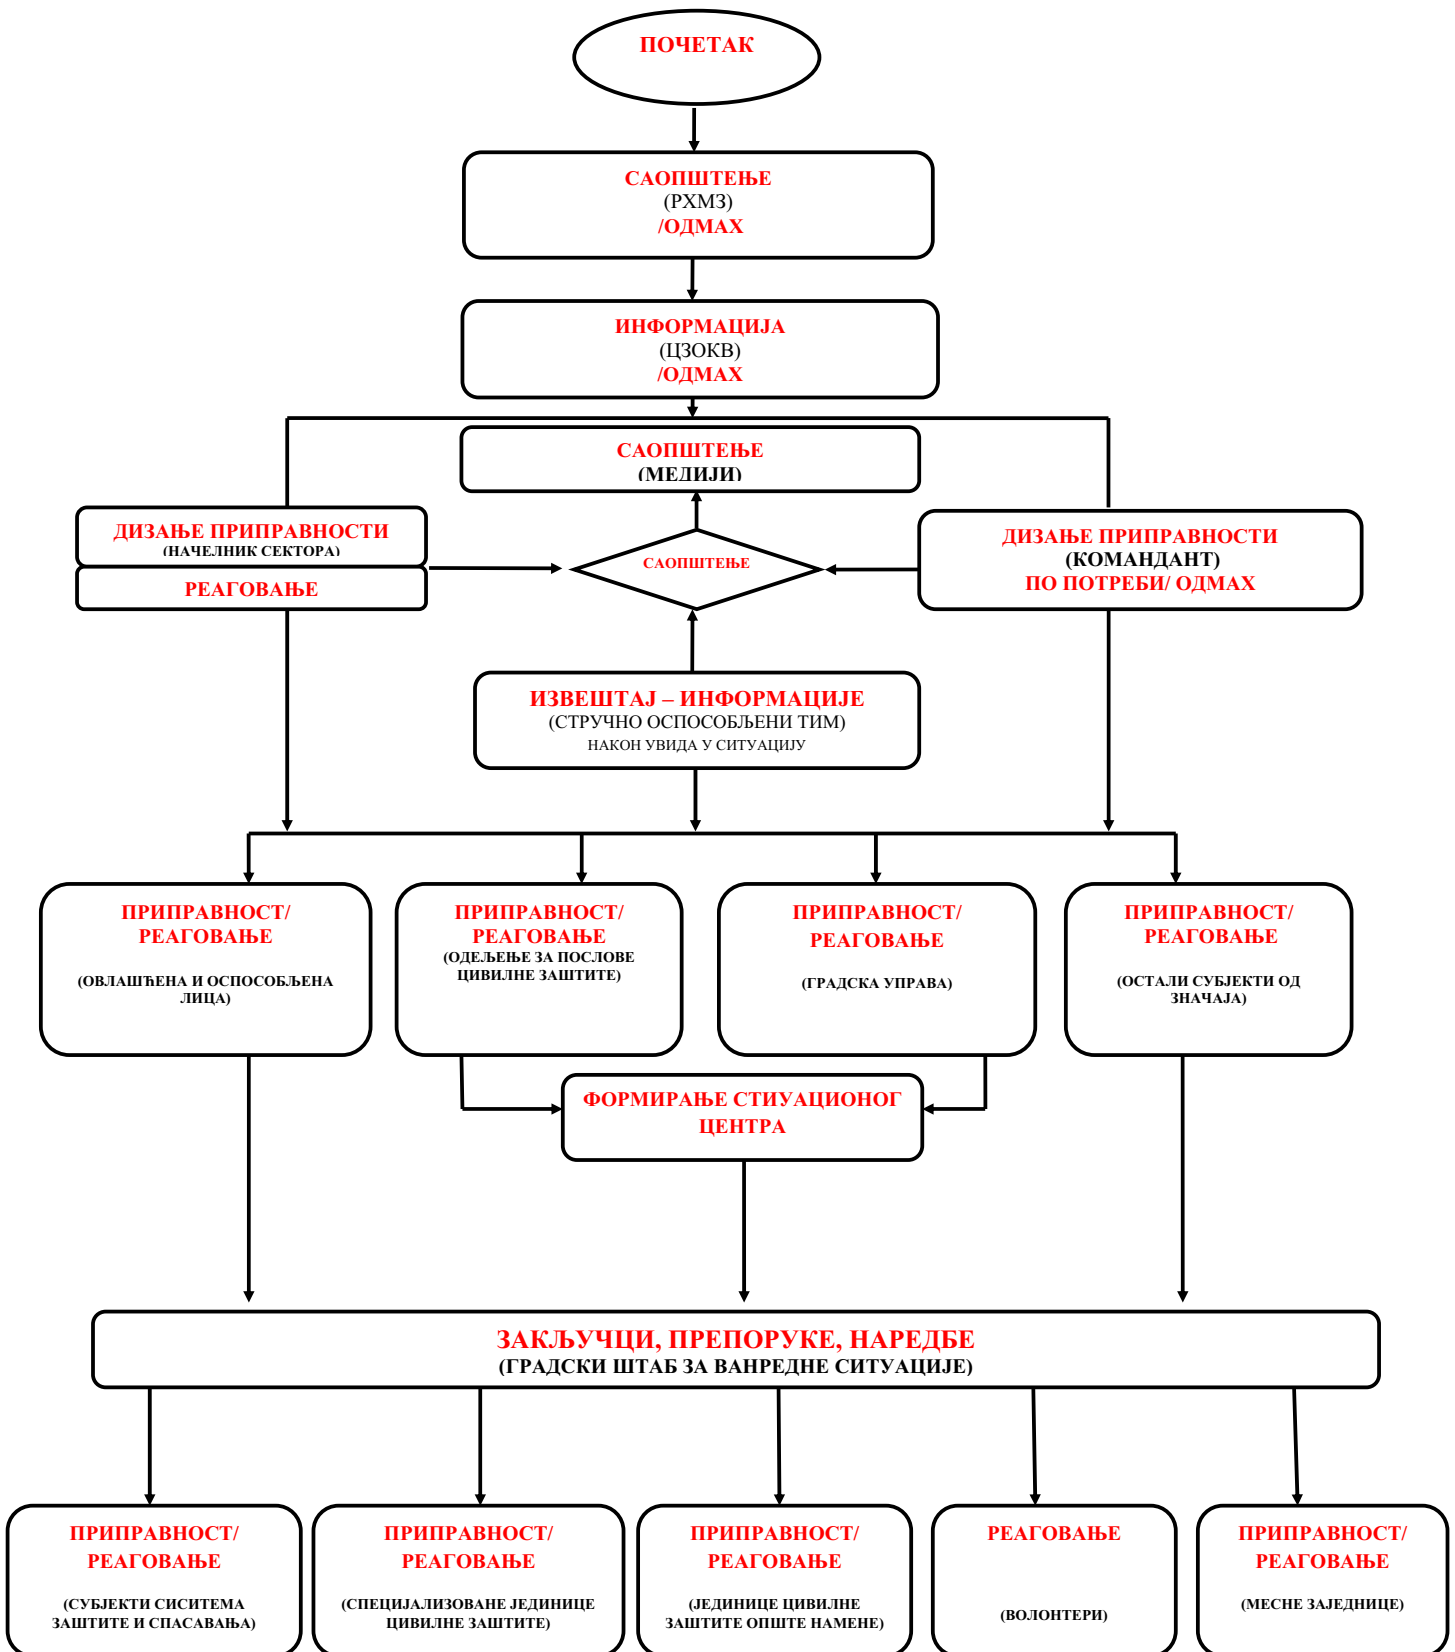 ПОЧЕТАК
САОПШТЕЊЕ
(РХМЗ)
/ОДМАХ
ИНФОРМАЦИЈА
(ЦЗОКВ)
/ОДМАХ
САОПШТЕЊЕ
(МЕДИЈИ)
ДИЗАЊЕ ПРИПРАВНОСТИ
(НАЧЕЛНИК СЕКТОРА)
РЕАГОВАЊЕ
САОПШТЕЊЕ
ДИЗАЊЕ ПРИПРАВНОСТИ
(КОМАНДАНТ)
ПО ПОТРЕБИ/ ОДМАХ
ИЗВЕШТАЈ – ИНФОРМАЦИЈЕ
(СТРУЧНО ОСПОСОБЉЕНИ ТИМ)
НАКОН УВИДА У СИТУАЦИЈУ
ПРИПРАВНОСТ/
РЕАГОВАЊЕ
(ОВЛАШЋЕНА И ОСПОСОБЉЕНА
ЛИЦА)
ПРИПРАВНОСТ/
РЕАГОВАЊЕ
(ОДЕЉЕЊЕ ЗА ПОСЛОВЕ
ЦИВИЛНЕ ЗАШТИТЕ)
ПРИПРАВНОСТ/
РЕАГОВАЊЕ
(ГРАДСКА УПРАВА)
ПРИПРАВНОСТ/
РЕАГОВАЊЕ
(ОСТАЛИ СУБЈЕКТИ ОД
ЗНАЧАЈА)
ФОРМИРАЊЕ СТИУАЦИОНОГ
ЦЕНТРА
ЗАКЉУЧЦИ, ПРЕПОРУКЕ, НАРЕДБЕ
(ГРАДСКИ ШТАБ ЗА ВАНРЕДНЕ СИТУАЦИЈЕ)
ПРИПРАВНОСТ/
РЕАГОВАЊЕ
(СУБЈЕКТИ СИСИТЕМА
ЗАШТИТЕ И СПАСАВАЊА)
ПРИПРАВНОСТ/
РЕАГОВАЊЕ
(СПЕЦИЈАЛИЗОВАНЕ ЈЕДИНИЦЕ
ЦИВИЛНЕ ЗАШТИТЕ)
ПРИПРАВНОСТ/
РЕАГОВАЊЕ
(ЈЕДИНИЦЕ ЦИВИЛНЕ
ЗАШТИТЕ ОПШТЕ НАМЕНЕ)
РЕАГОВАЊЕ
(ВОЛОНТЕРИ)
ПРИПРАВНОСТ/
РЕАГОВАЊЕ
(МЕСНЕ ЗАЈЕДНИЦЕ)